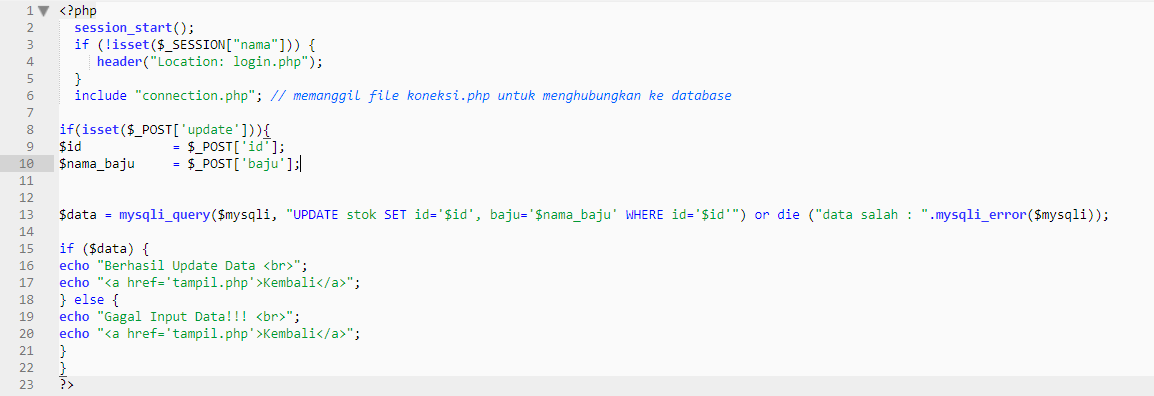 1 <?php
2 session_start();
3 if (!isset($_SESSION["nama"])) {
4 header("Location: login.php");
5 }
6 include "connection.php"; // memanggil file koneksi.php untuk menghubungkan ke database
7
8 if(isset($_POST['update'])){
9 $id = $_POST['id'];
10 $nama_baju = $_POST['baju'];
11
12
13 $data = mysqli_query($mysqli, "UPDATE stok SET id='$id', baju='$nama_baju' WHERE id='$id'") or die ("data salah : ".mysqli_error($mysqli));
14
15 if ($data) {
16 echo "Berhasil Update Data <br>";
17 echo "<a href='tampil.php'>Kembali</a>";
18 } else {
19 echo "Gagal Input Data!!! <br>";
20 echo "<a href='tampil.php'>Kembali</a>";
21 }
22 }
23 ?>